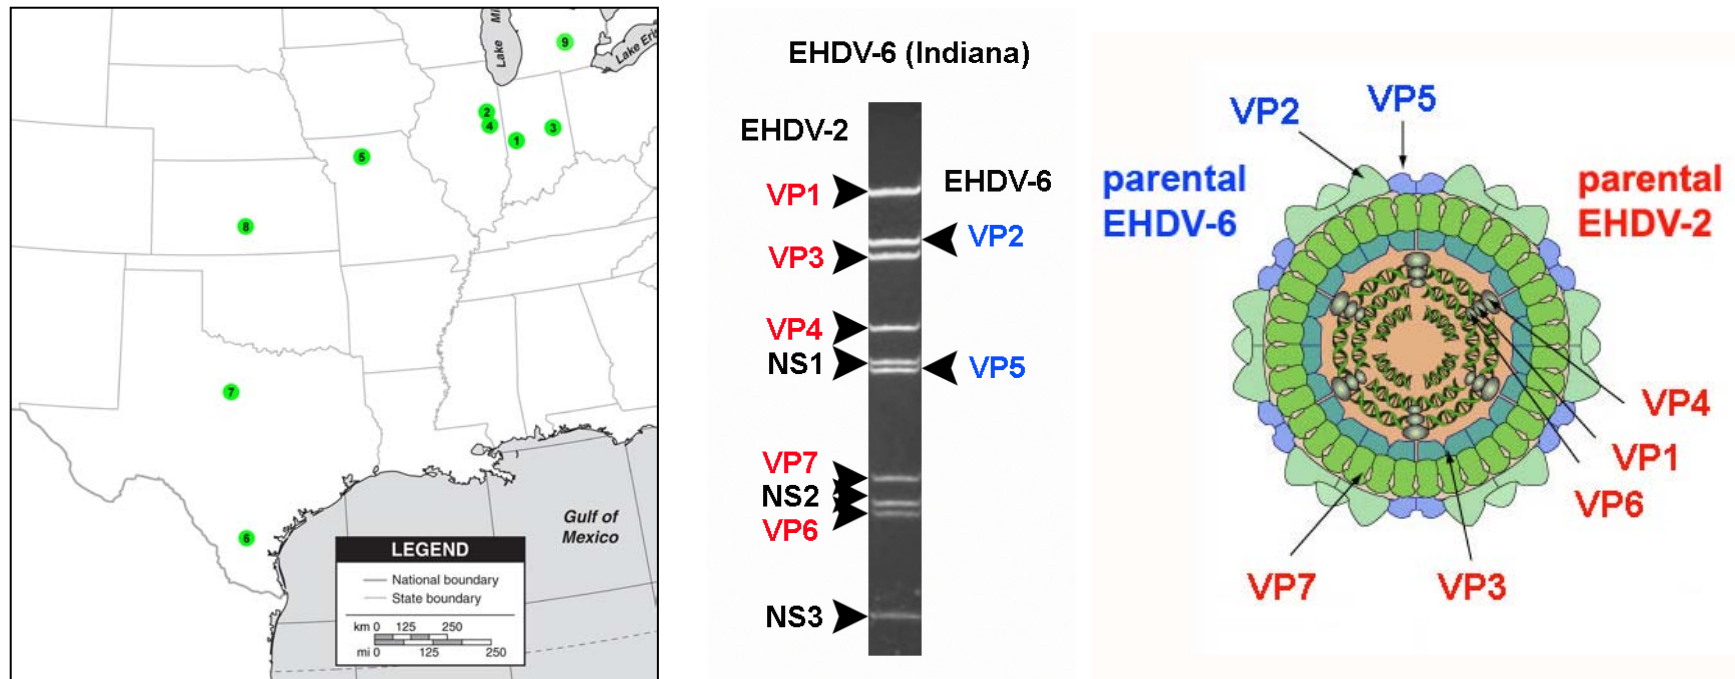 Lake
Mi
9
Lake Erie
2
4
1
3
5
8
7
6
Gulf of
Mexico
LEGEND
National boundary
State boundary
km 0 125 250
mi 0 125 250
EHDV-6 (Indiana)
EHDV-2
EHDV-6
VP1
VP2
VP3
VP4
NS1
VP5
VP7
NS2
VP6
NS3
VP2
VP5
parental
EHDV-6
parental
EHDV-2
VP4
VP1
VP6
VP7
VP3